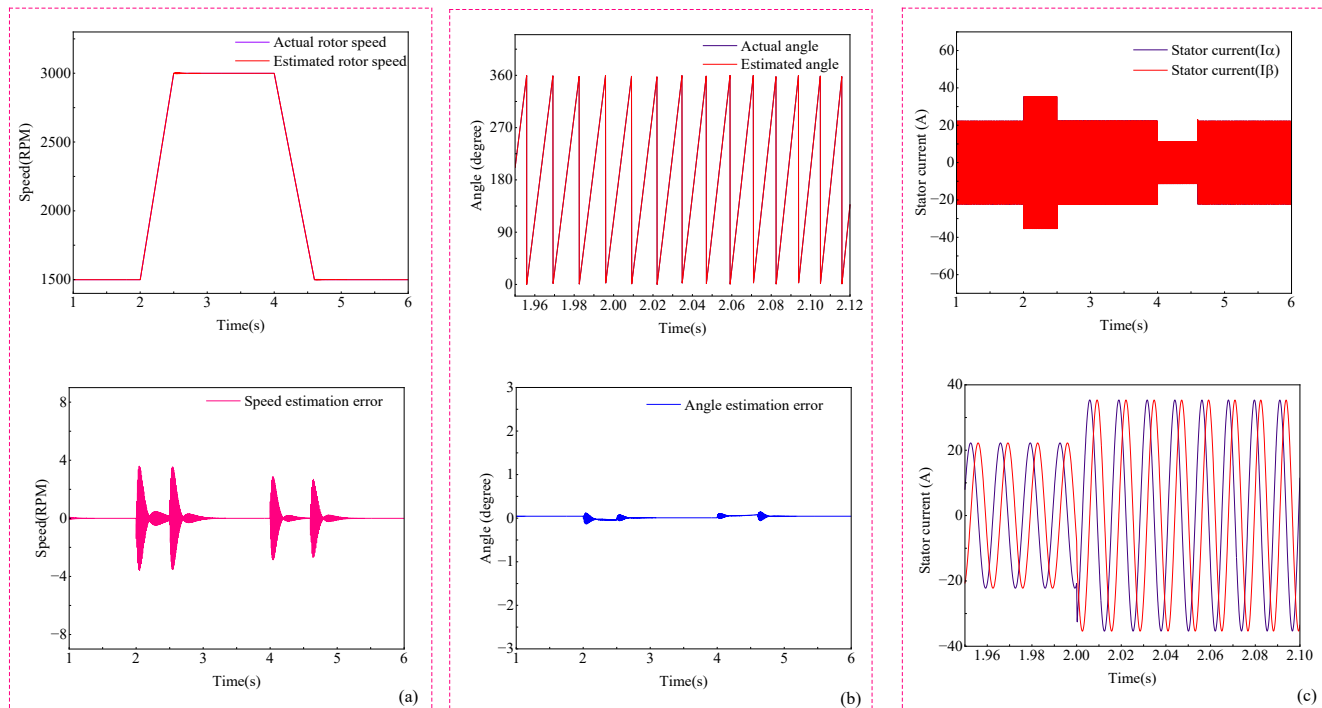 Actual rotor speed
Estimated rotor speed
3000
2500
2000
1500
Speed(RPM)
1 2 3 4 5 6
Time(s)
Speed estimation error
8
4
0
−4
−8
Speed(RPM)
1 2 3 4 5 6
Time(s)
(a)
Actual angle
Estimated angle
360
270
180
90
0
Angle (degree)
1.96 1.98 2.00 2.02 2.04 2.06 2.08 2.10 2.12
Time(s)
Angle estimation error
3
2
1
0
−1
−2
−3
Angle (degree)
1 2 3 4 5 6
Time(s)
(b)
Stator current(Iα)
Stator current(Iβ)
60
40
20
0
−20
−40
−60
Stator current (A)
1 2 3 4 5 6
Time(s)
40
20
0
−20
−40
Stator current (A)
1.96 1.98 2.00 2.02 2.04 2.06 2.08 2.10
Time(s)
(c)